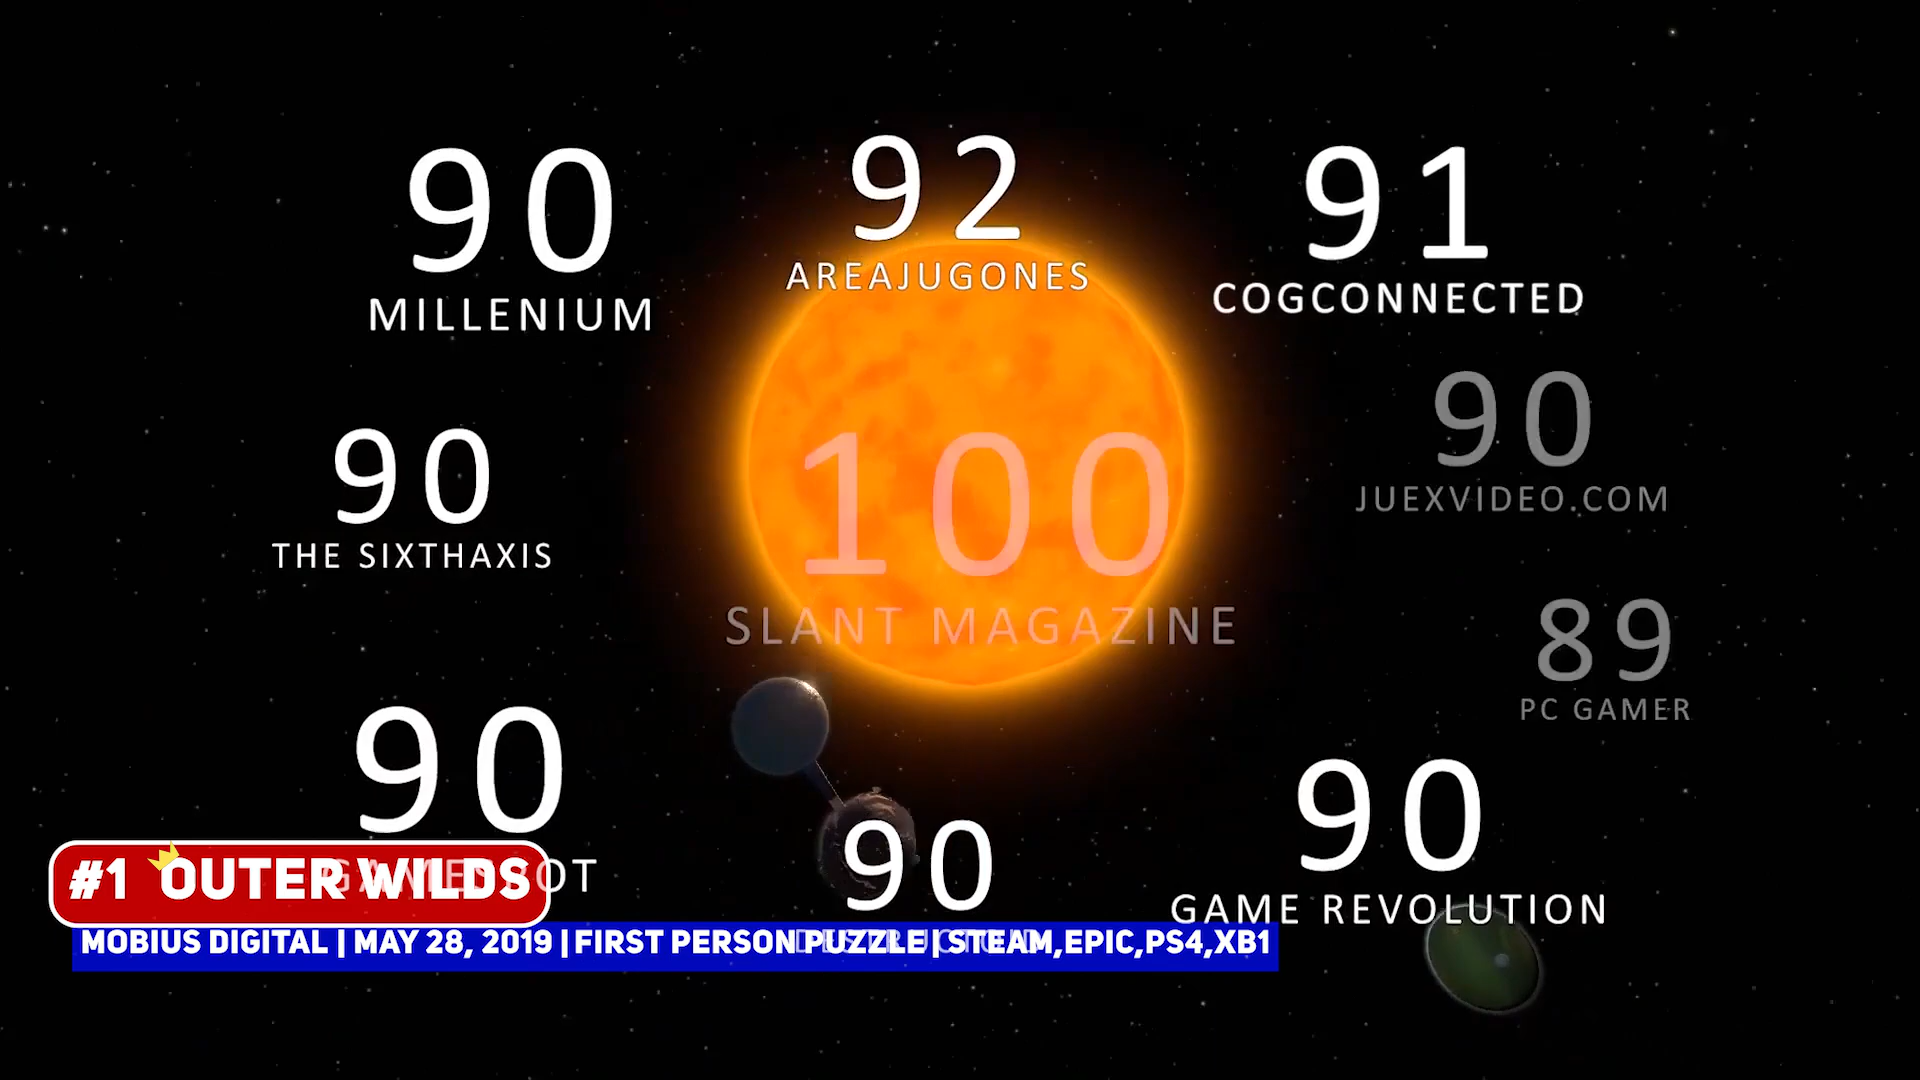 92
90
91
AREAJUGONES
MILLENIUM
COGCONNECTED
90
JUEXVIDEO.COM
90
100
THE SIXTHAXIS
SLANT MAGAZINE
89
PC GAMER
90
90
90
#1 OUTER WILDS
GAME REVOLUTION
MOBIUS DIGITAL | MAY 28, 2019 | FIRST PERSON PUZZLE | STEAM,EPIC,PS4,XB1